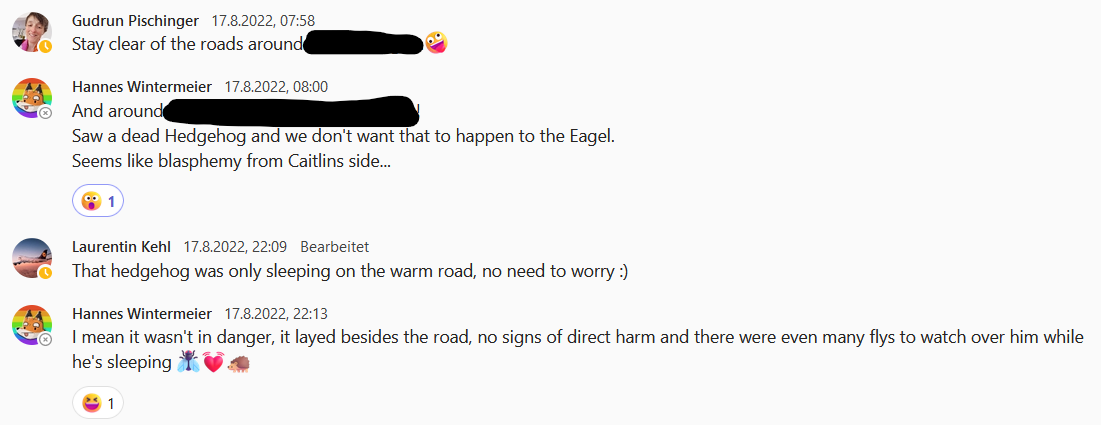 Gudrun Pischinger 17.8.2022, 07:58
Stay clear of the roads around 🤪
Hannes Wintermeier 17.8.2022, 08:00
And around
Saw a dead Hedgehog and we don't want that to happen to the Eagel.
Seems like blasphemy from Caitlins side...
😲 1
Laurentin Kehl 17.8.2022, 22:09 Bearbeitet
That hedgehog was only sleeping on the warm road, no need to worry :)
Hannes Wintermeier 17.8.2022, 22:13
I mean it wasn't in danger, it layed besides the road, no signs of direct harm and there were even many flys to watch over him while
he's sleeping 🪰💓🦔
😆 1